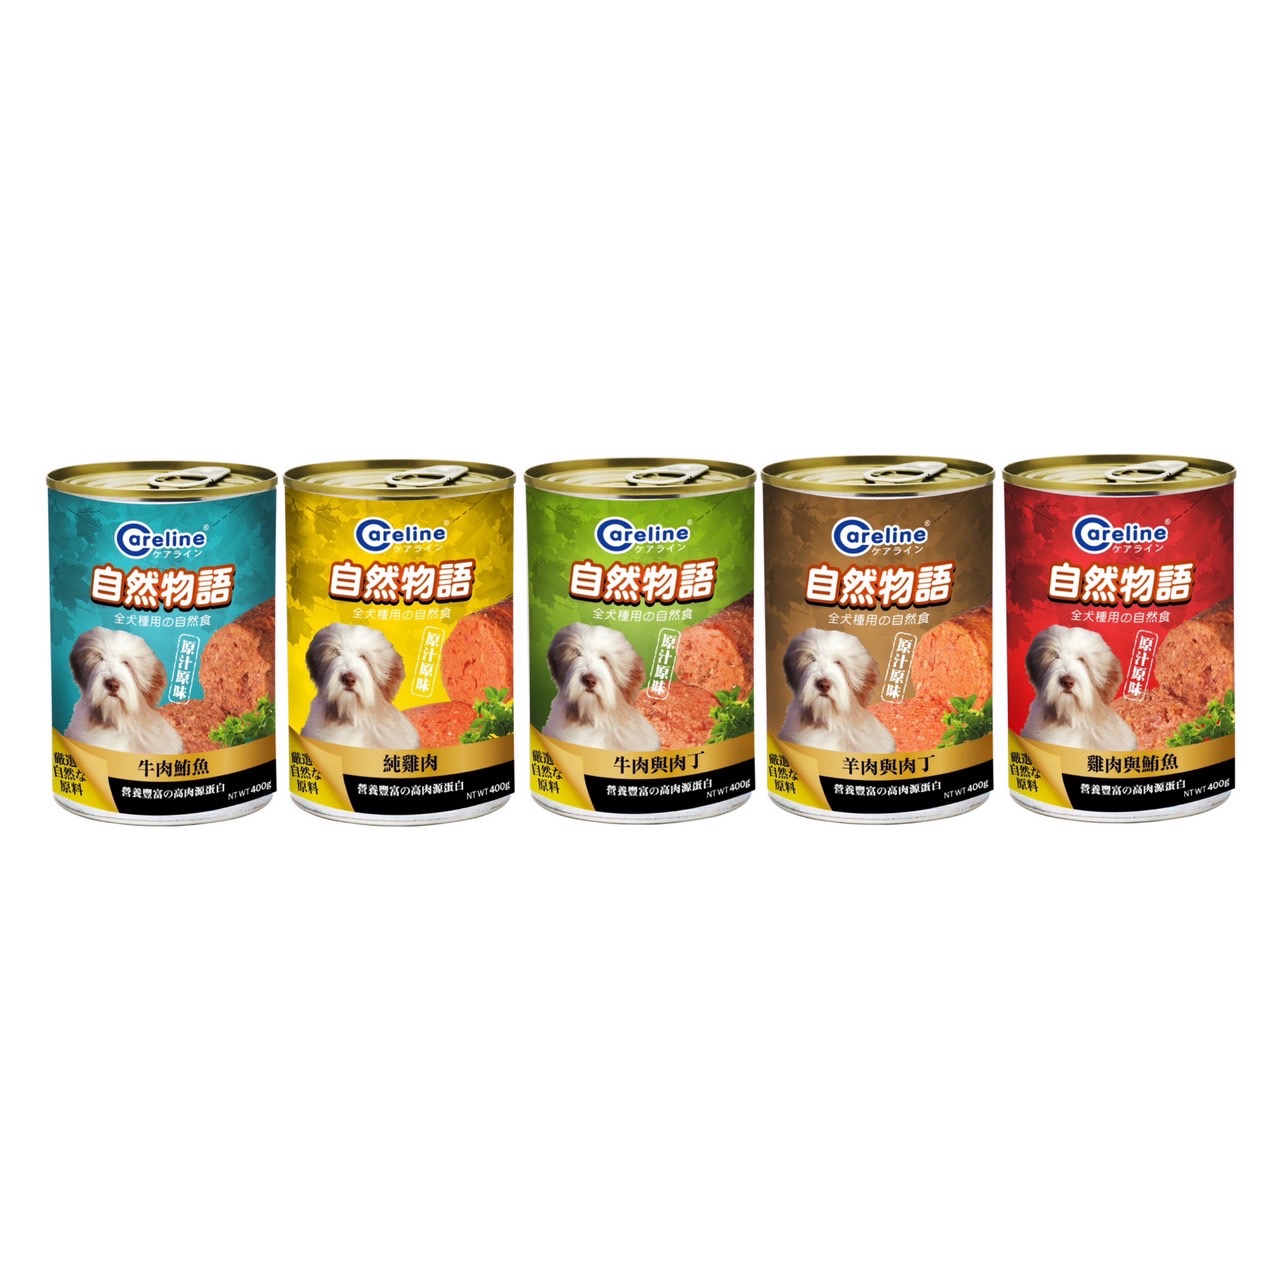 Careline®
ケアライン
自然物語
全犬種用の自然食
原汁原味
厳選
自然な
原料
牛肉鮪魚
営養豐富の高肉源蛋白
NT WT 400g
Careline®
ケアライン
自然物語
全犬種用の自然食
原汁原味
厳選
自然な
原料
純雞肉
営養豐富の高肉源蛋白
NT WT 400g
Careline®
ケアライン
自然物語
全犬種用の自然食
原汁原味
厳選
自然な
原料
牛肉與肉丁
営養豐富の高肉源蛋白
NT WT 400g
Careline®
ケアライン
自然物語
全犬種用の自然食
原汁原味
厳選
自然な
原料
羊肉與肉丁
営養豐富の高肉源蛋白
NT WT 400g
Careline®
ケアライン
自然物語
全犬種用の自然食
原汁原味
厳選
自然な
原料
雞肉與鮪魚
営養豐富の高肉源蛋白
NT WT 400g